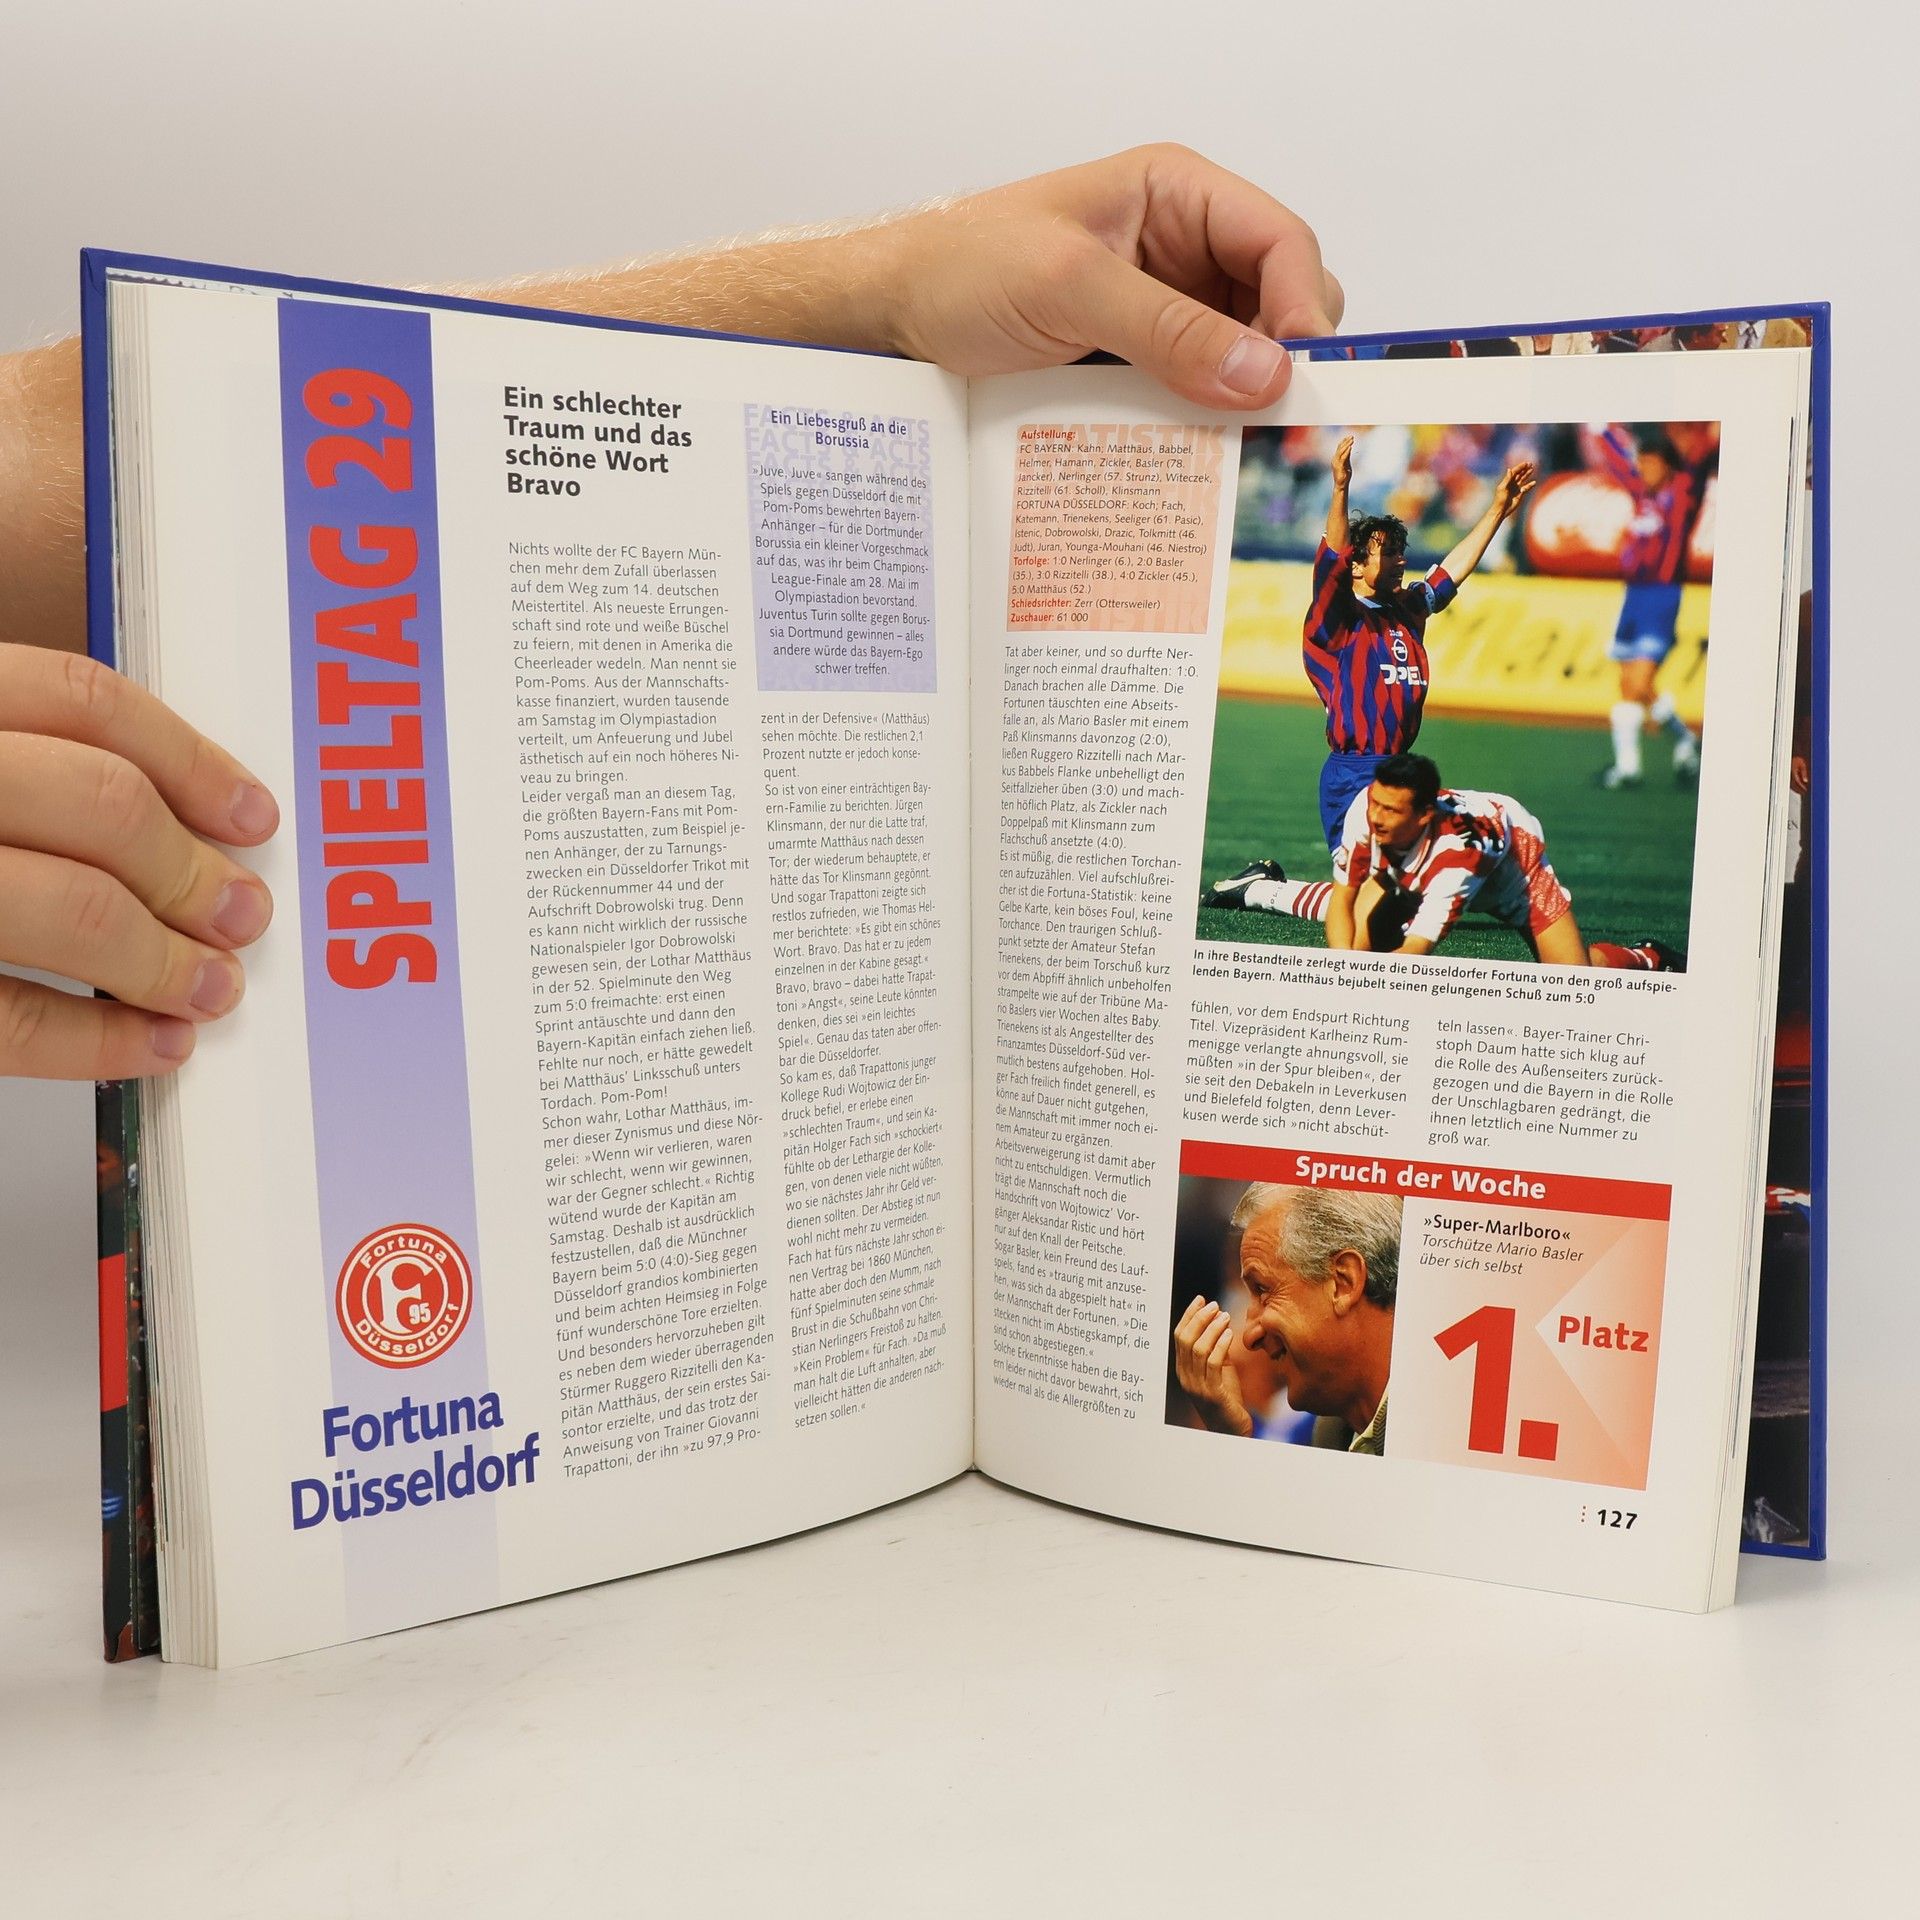 SPIELTAG 29
Fortuna
Düsseldorf
F
95
Fortuna
Düsseldorf
Ein schlechter
Traum und das
schöne Wort
Bravo
Nichts wollte der FC Bayern Mün-
chen mehr dem Zufall überlassen
auf dem Weg zum 14. deutschen
Meistertitel. Als neueste Errungen-
schaft sind rote und weiße Büschel
zu feiern, mit denen in Amerika die
Cheerleader wedeln. Man nennt sie
Pom-Poms. Aus der Mannschafts-
kasse finanziert, wurden tausende
am Samstag im Olympiastadion
verteilt, um Anfeuerung und Jubel
ästhetisch auf ein noch höheres Ni-
veau zu bringen.
Leider vergaß man an diesem Tag,
die größten Bayern-Fans mit Pom-
Poms auszustatten, zum Beispiel je-
nen Anhänger, der zu Tarnungs-
zwecken ein Düsseldorfer Trikot mit
der Rückennummer 44 und der
Aufschrift Dobrowolski trug. Denn
es kann nicht wirklich der russische
Nationalspieler Igor Dobrowolski
gewesen sein, der Lothar Matthäus
in der 52. Spielminute den Weg
zum 5:0 freimachte: erst einen
Sprint antäuschte und dann den
Bayern-Kapitän einfach ziehen ließ.
Fehlte nur noch, er hätte gewedelt
bei Matthäus' Linksschuß unters
Tordach. Pom-Pom!
Schon wahr, Lothar Matthäus, im-
mer dieser Zynismus und diese Nör-
gelei: »Wenn wir verlieren, waren
wir schlecht, wenn wir gewinnen,
war der Gegner schlecht.« Richtig
wütend wurde der Kapitän am
Samstag. Deshalb ist ausdrücklich
festzustellen, daß die Münchner
Bayern beim 5:0 (4:0)-Sieg gegen
Düsseldorf grandios kombinierten
und beim achten Heimsieg in Folge
fünf wunderschöne Tore erzielten.
Und besonders hervorzuheben gilt
es neben dem wieder überragenden
Stürmer Ruggero Rizzitelli den Ka-
pitän Matthäus, der sein erstes Sai-
sontor erzielte, und das trotz der
Anweisung von Trainer Giovanni
Trapattoni, der ihn »zu 97,9 Pro-
Ein Liebesgruß an die
Borussia
»Juve, Juve« sangen während des
Spiels gegen Düsseldorf die mit
Pom-Poms bewehrten Bayern-
Anhänger – für die Dortmunder
Borussia ein kleiner Vorgeschmack
auf das, was ihr beim Champions-
League-Finale am 28. Mai im
Olympiastadion bevorstand.
Juventus Turin sollte gegen Borus-
sia Dortmund gewinnen – alles
andere würde das Bayern-Ego
schwer treffen.
zent in der Defensive« (Matthäus)
sehen möchte. Die restlichen 2,1
Prozent nutzte er jedoch konse-
quent.
So ist von einer einträchtigen Bay-
ern-Familie zu berichten. Jürgen
Klinsmann, der nur die Latte traf,
umarmte Matthäus nach dessen
Tor; der wiederum behauptete, er
hätte das Tor Klinsmann gegönnt.
Und sogar Trapattoni zeigte sich
restlos zufrieden, wie Thomas Hel-
mer berichtete: »Es gibt ein schönes
Wort. Bravo. Das hat er zu jedem
einzelnen in der Kabine gesagt.«
Bravo, bravo – dabei hatte Trapat-
toni »Angst«, seine Leute könnten
denken, dies sei »ein leichtes
Spiel«. Genau das taten aber offen-
bar die Düsseldorfer.
So kam es, daß Trapattonis junger
Kollege Rudi Wojtowicz der Ein-
druck befiel, er erlebe einen
»schlechten Traum«, und sein Ka-
pitän Holger Fach sich »schockiert«
fühlte ob der Lethargie der Kolle-
gen, von denen viele nicht wüßten,
wo sie nächstes Jahr ihr Geld ver-
dienen sollten. Der Abstieg ist nun
wohl nicht mehr zu vermeiden.
Fach hat fürs nächste Jahr schon ei-
nen Vertrag bei 1860 München,
hatte aber doch den Mumm, nach
fünf Spielminuten seine schmale
Brust in die Schußbahn von Chri-
stian Nerlingers Freistoß zu halten.
»Kein Problem« für Fach. »Da muß
man halt die Luft anhalten, aber
vielleicht hätten die anderen nach-
setzen sollen.«
Aufstellung:
FC BAYERN: Kahn; Matthäus, Babbel,
Helmer, Hamann, Zickler, Basler (78.
Jancker), Nerlinger (57. Strunz), Witeczek,
Rizzitelli (61. Scholl), Klinsmann
FORTUNA DÜSSELDORF: Koch; Fach,
Katemann, Trienekens, Seeliger (61. Pasic),
Istenic, Dobrowolski, Drazic, Tolkmitt (46.
Judt), Juran, Younga-Mouhani (46. Niestroj)
Torfolge: 1:0 Nerlinger (6.), 2:0 Basler
(35.), 3:0 Rizzitelli (38.), 4:0 Zickler (45.),
5:0 Matthäus (52.)
Schiedsrichter: Zerr (Ottersweiler)
Zuschauer: 61 000
Tat aber keiner, und so durfte Ner-
linger noch einmal draufhalten: 1:0.
Danach brachen alle Dämme. Die
Fortunen täuschten eine Abseits-
falle an, als Mario Basler mit einem
Paß Klinsmanns davonzog (2:0),
ließen Ruggero Rizzitelli nach Mar-
kus Babbels Flanke unbehelligt den
Seitfallzieher üben (3:0) und mach-
ten höflich Platz, als Zickler nach
Doppelpaß mit Klinsmann zum
Flachschuß ansetzte (4:0).
Es ist müßig, die restlichen Torchan-
cen aufzuzählen. Viel aufschlußrei-
cher ist die Fortuna-Statistik: keine
Gelbe Karte, kein böses Foul, keine
Torchance. Den traurigen Schluß-
punkt setzte der Amateur Stefan
Trienekens, der beim Torschuß kurz
vor dem Abpfiff ähnlich unbeholfen
strampelte wie auf der Tribüne Ma-
rio Baslers vier Wochen altes Baby.
Trienekens ist als Angestellter des
Finanzamtes Düsseldorf-Süd ver-
mutlich bestens aufgehoben. Hol-
ger Fach freilich findet generell, es
könne auf Dauer nicht gutgehen,
die Mannschaft mit immer noch ei-
nem Amateur zu ergänzen.
Arbeitsverweigerung ist damit aber
nicht zu entschuldigen. Vermutlich
trägt die Mannschaft noch die
Handschrift von Wojtowicz' Vor-
gänger Aleksandar Ristic und hört
nur auf den Knall der Peitsche.
Sogar Basler, kein Freund des Lauf-
spiels, fand es »traurig mit anzuse-
hen, was sich da abgespielt hat« in
der Mannschaft der Fortunen. »Die
stecken nicht im Abstiegskampf, die
sind schon abgestiegen.«
Solche Erkenntnisse haben die Bay-
ern leider nicht davor bewahrt, sich
wieder mal als die Allergrößten zu
OPEL
In ihre Bestandteile zerlegt wurde die Düsseldorfer Fortuna von den groß aufspie-
lenden Bayern. Matthäus bejubelt seinen gelungenen Schuß zum 5:0
fühlen, vor dem Endspurt Richtung
Titel. Vizepräsident Karlheinz Rum-
menigge verlangte ahnungsvoll, sie
müßten »in der Spur bleiben«, der
sie seit den Debakeln in Leverkusen
und Bielefeld folgten, denn Lever-
kusen werde sich »nicht abschüt-
teln lassen«. Bayer-Trainer Chri-
stoph Daum hatte sich klug auf
die Rolle des Außenseiters zurück-
gezogen und die Bayern in die Rolle
der Unschlagbaren gedrängt, die
ihnen letztlich eine Nummer zu
groß war.
Spruch der Woche
»Super-Marlboro«
Torschütze Mario Basler
über sich selbst
1. Platz
127